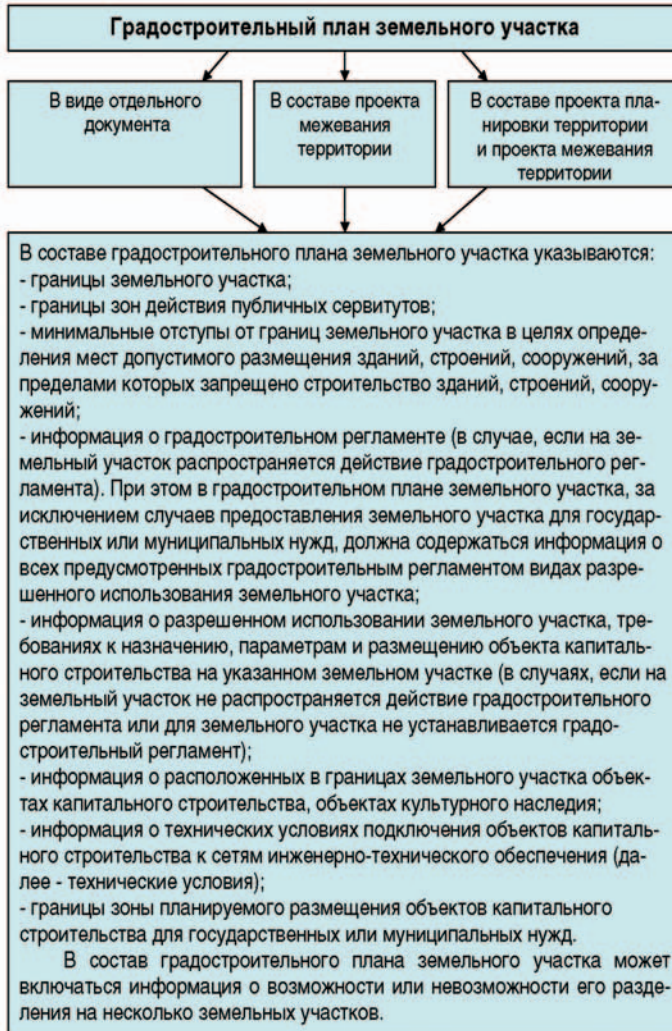 Градостроительный план земельного участка
В виде отдельного
документа
В составе проекта
межевания
территории
В составе проекта пла-
нировки территории
и проекта межевания
территории
В составе градостроительного плана земельного участка указываются:
- границы земельного участка;
- границы зон действия публичных сервитутов;
- минимальные отступы от границ земельного участка в целях опреде-
ления мест допустимого размещения зданий, строений, сооружений, за
пределами которых запрещено строительство зданий, строений, соору-
жений;
- информация о градостроительном регламенте (в случае, если на зе-
мельный участок распространяется действие градостроительного рег-
ламента). При этом в градостроительном плане земельного участка, за
исключением случаев предоставления земельного участка для государ-
ственных или муниципальных нужд, должна содержаться информация о
всех предусмотренных градостроительным регламентом видах разре-
шенного использования земельного участка;
- информация о разрешенном использовании земельного участка, тре-
бованиях к назначению, параметрам и размещению объекта капиталь-
ного строительства на указанном земельном участке (в случаях, если на
земельный участок не распространяется действие градостроительного
регламента или для земельного участка не устанавливается градо-
строительный регламент);
- информация о расположенных в границах земельного участка объек-
тах капитального строительства, объектах культурного наследия;
- информация о технических условиях подключения объектов капиталь-
ного строительства к сетям инженерно-технического обеспечения (да-
лее - технические условия);
- границы зоны планируемого размещения объектов капитального
строительства для государственных или муниципальных нужд.
В состав градостроительного плана земельного участка может
включаться информация о возможности или невозможности его разде-
ления на несколько земельных участков.